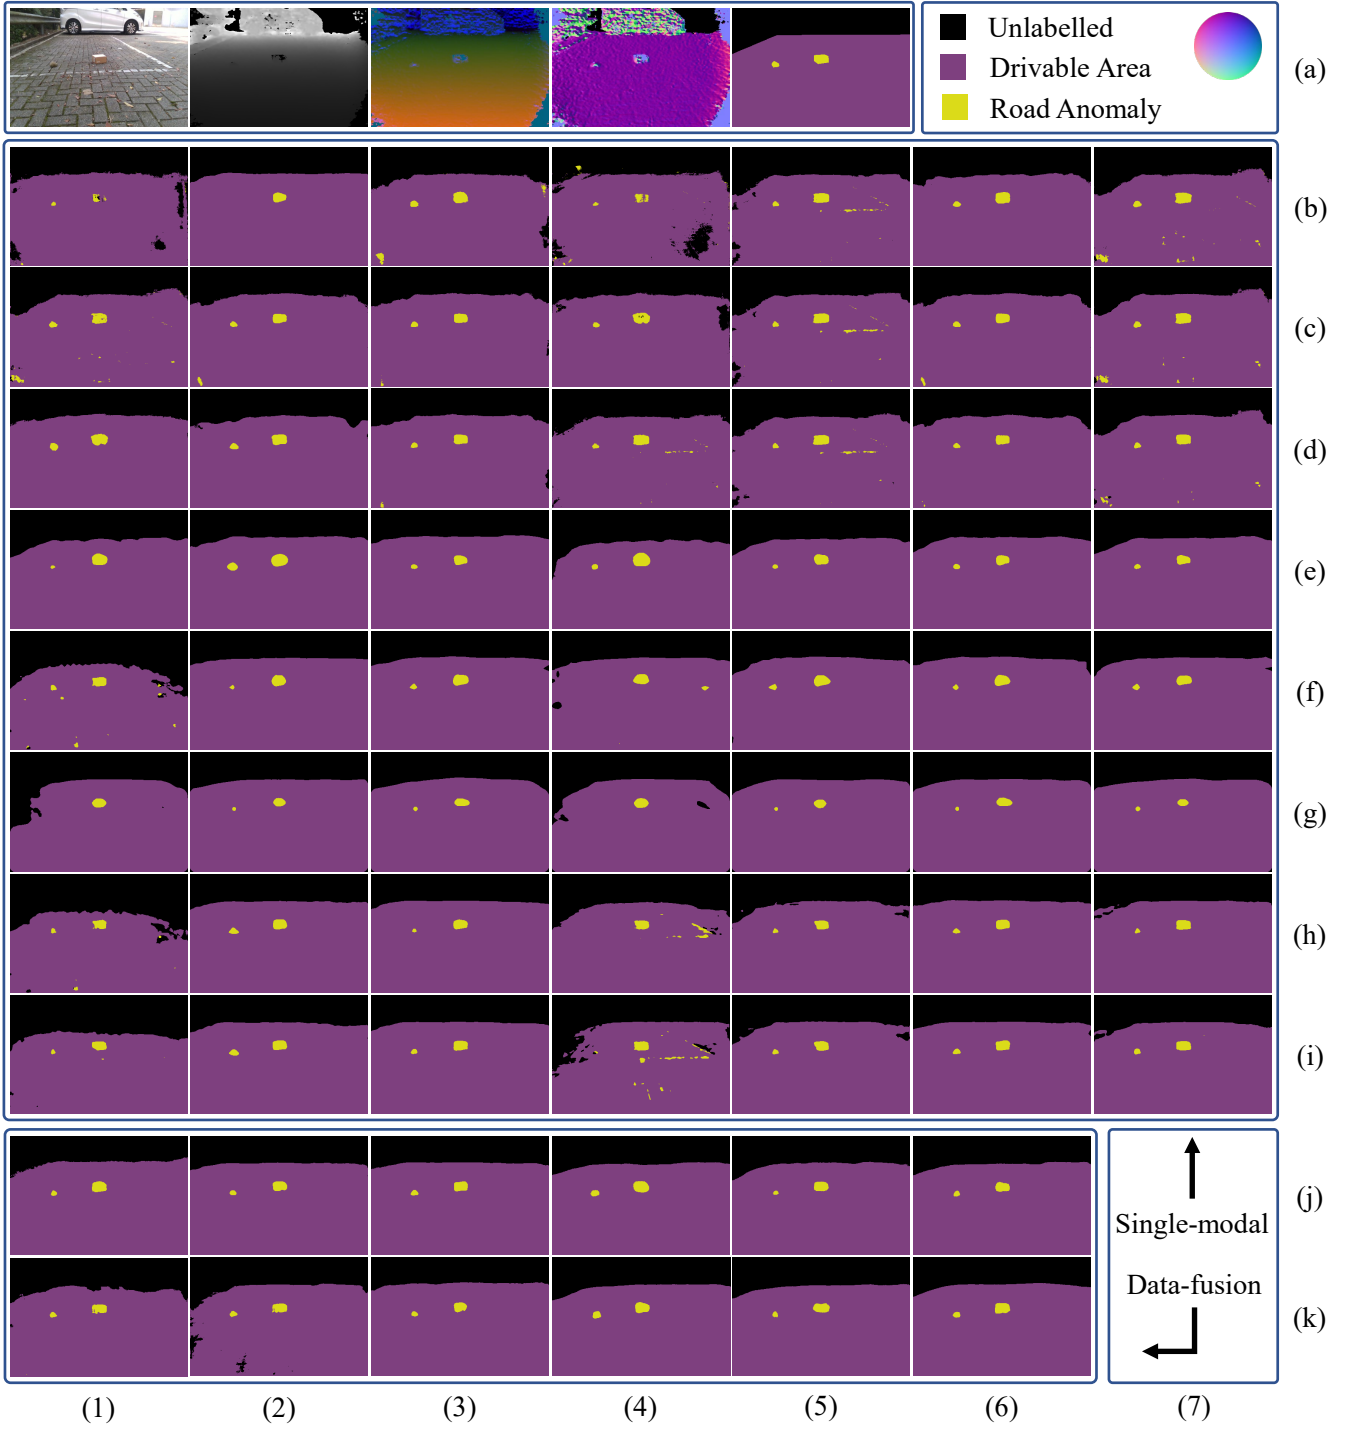 Unlabelled
Drivable Area
Road Anomaly
(a)
(b)
(c)
(d)
(e)
(f)
(g)
(h)
(i)
(j)
Single-modal
Data-fusion
(k)
(1) (2) (3) (4) (5) (6) (7)